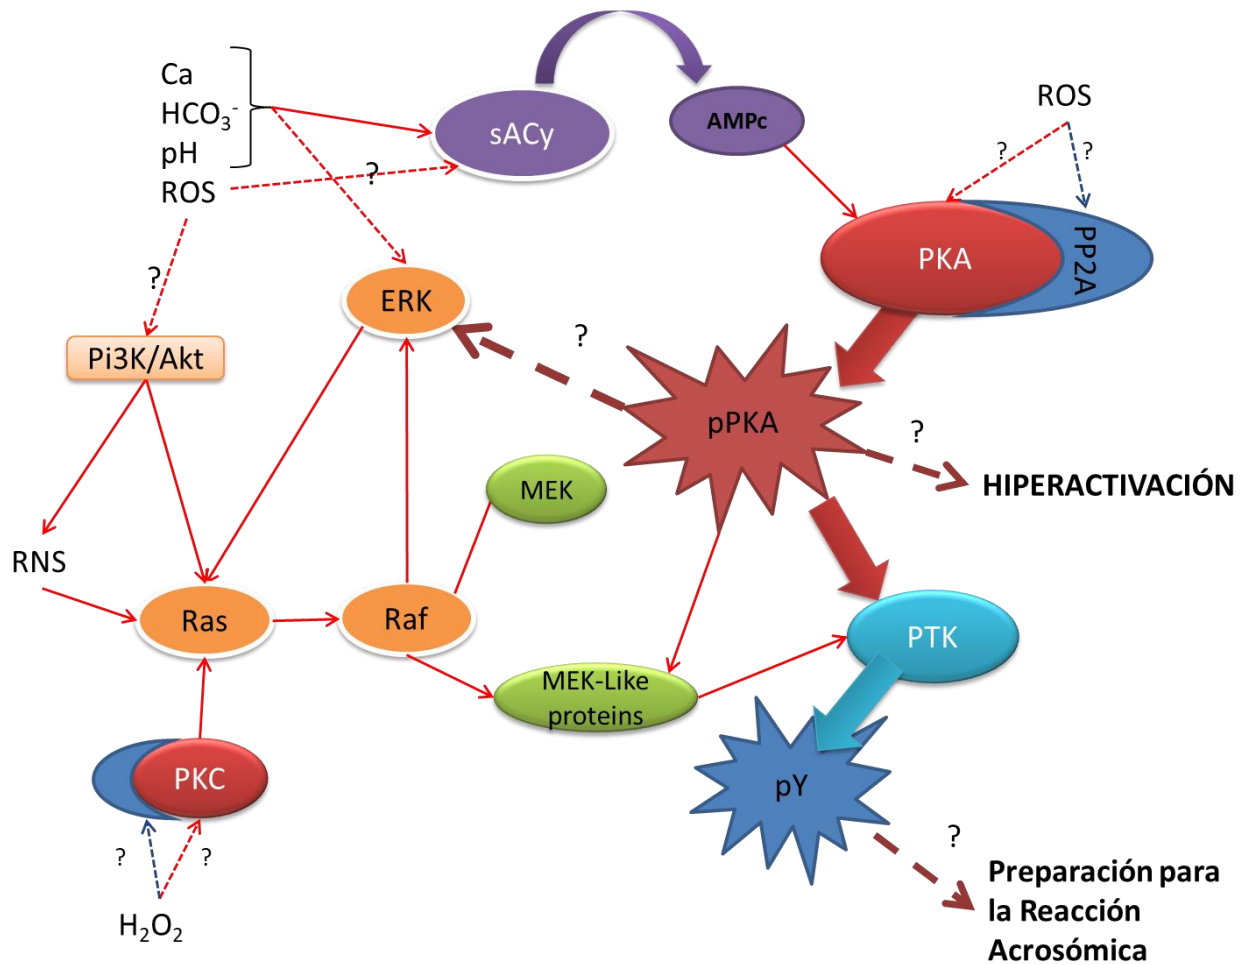 Ca
HCO₃⁻
pH
ROS
sACy
AMPc
ROS
?
?
?
PKA
PP2A
?
ERK
?
Pi3K/Akt
pPKA
?
HIPERACTIVACIÓN
MEK
RNS
Ras
Raf
PTK
MEK-Like
proteins
PKC
pY
?
?
?
H₂O₂
Preparación para
la Reacción
Acrosómica